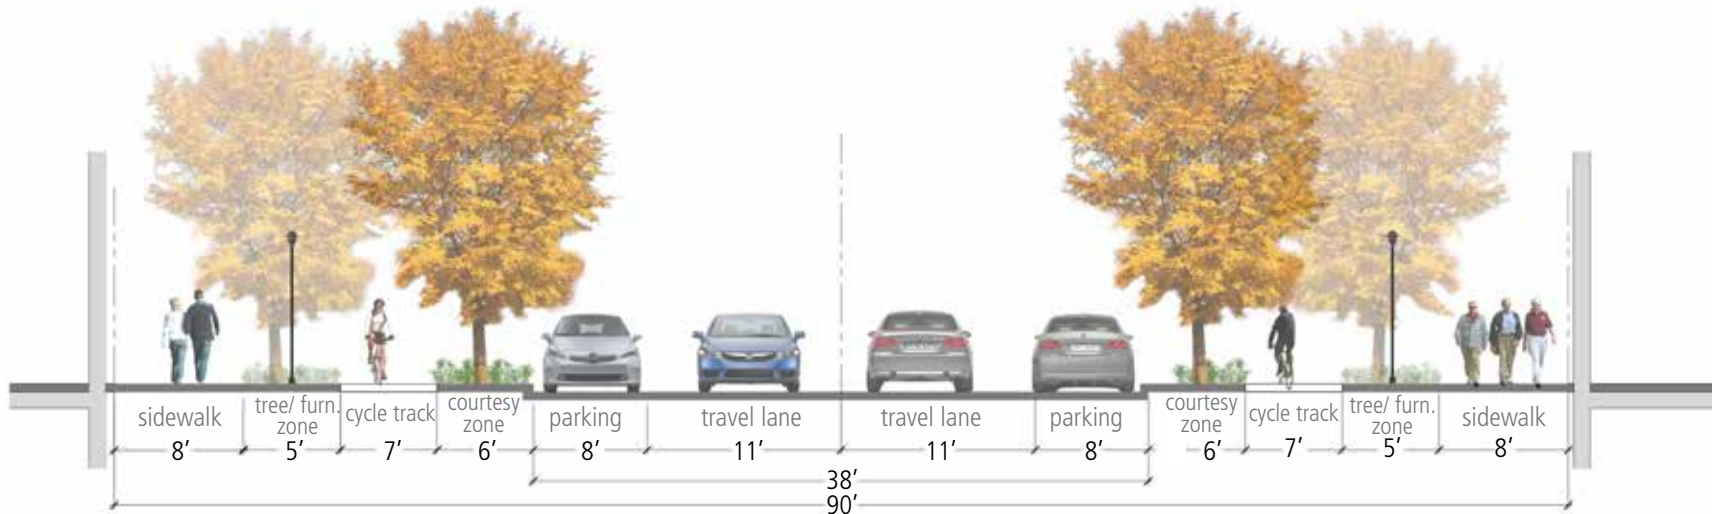 sidewalk
tree/ furn.
zone
cycle track
courtesy
zone
parking
travel lane
travel lane
parking
courtesy
zone
cycle track
tree/ furn.
zone
sidewalk
8'
5'
7'
6'
8'
11'
11'
8'
6'
7'
5'
8'
38'
90'